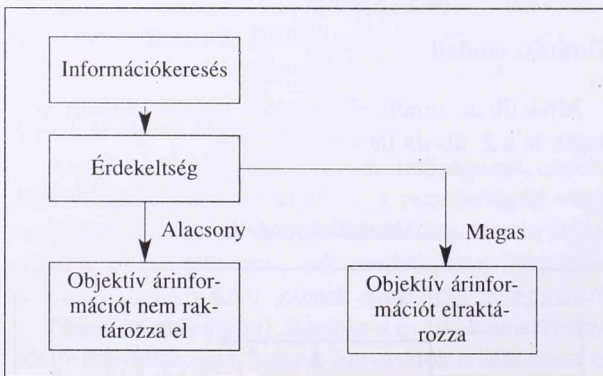 Információkeresés
Érdekeltség
Alacsony
Magas
Objektív árinfor-
mációt nem rak-
tározza el
Objektív árinfor-
mációt elraktá-
rozza